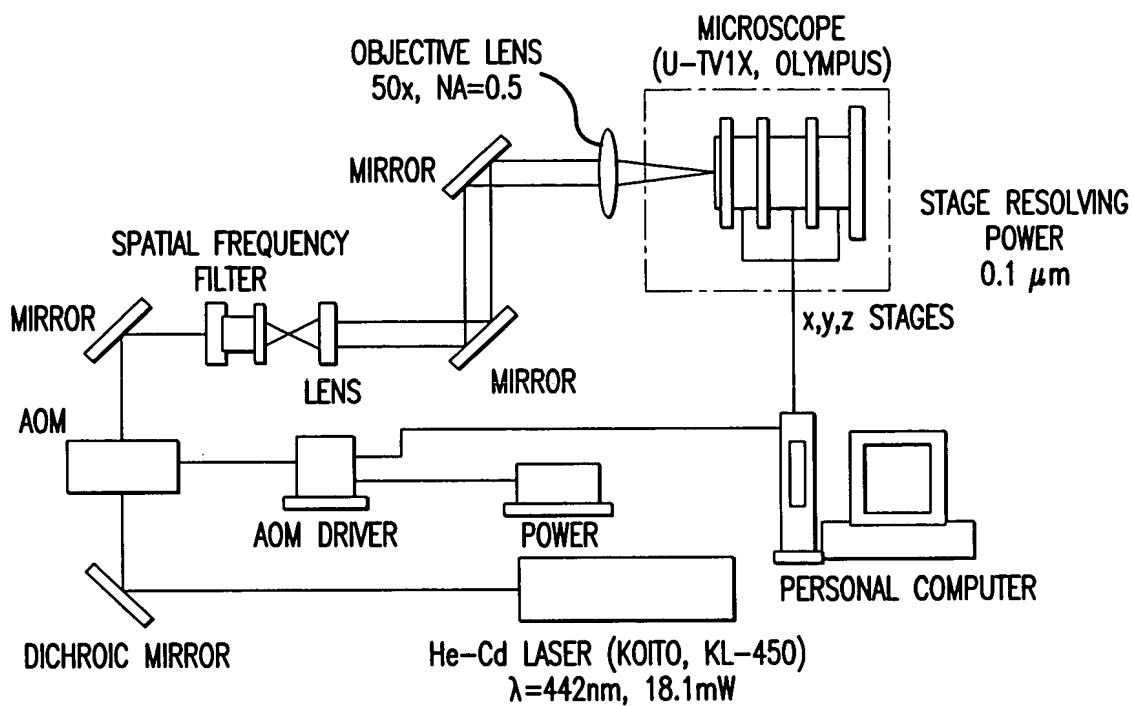 MICROSCOPE
(U-TV1X, OLYMPUS)
OBJECTIVE LENS
50x, NA=0.5
MIRROR
STAGE RESOLVING
POWER
0.1 μm
SPATIAL FREQUENCY
FILTER
MIRROR
x,y,z STAGES
LENS
MIRROR
AOM
AOM DRIVER
POWER
PERSONAL COMPUTER
DICHROIC MIRROR
He-Cd LASER (KOITO, KL-450)
λ=442nm, 18.1mW